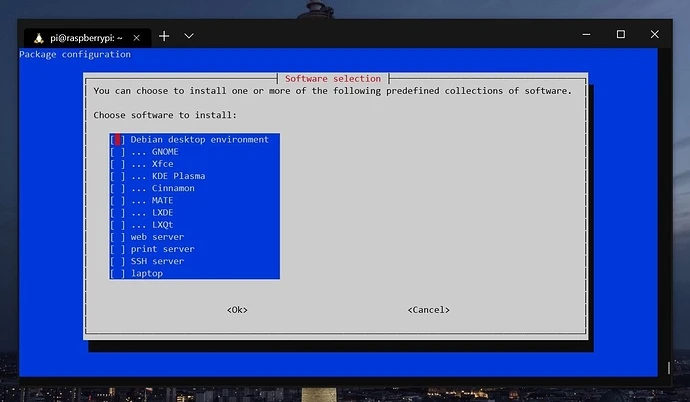 pi@raspberrypi: ~
Package configuration
Software selection
You can choose to install one or more of the following predefined collections of software.
Choose software to install:
[ ] Debian desktop environment
[ ] ... GNOME
[ ] ... Xfce
[ ] ... KDE Plasma
[ ] ... Cinnamon
[ ] ... MATE
[ ] ... LXDE
[ ] ... LXQt
[ ] web server
[ ] print server
[ ] SSH server
[ ] laptop
<Ok> <Cancel>